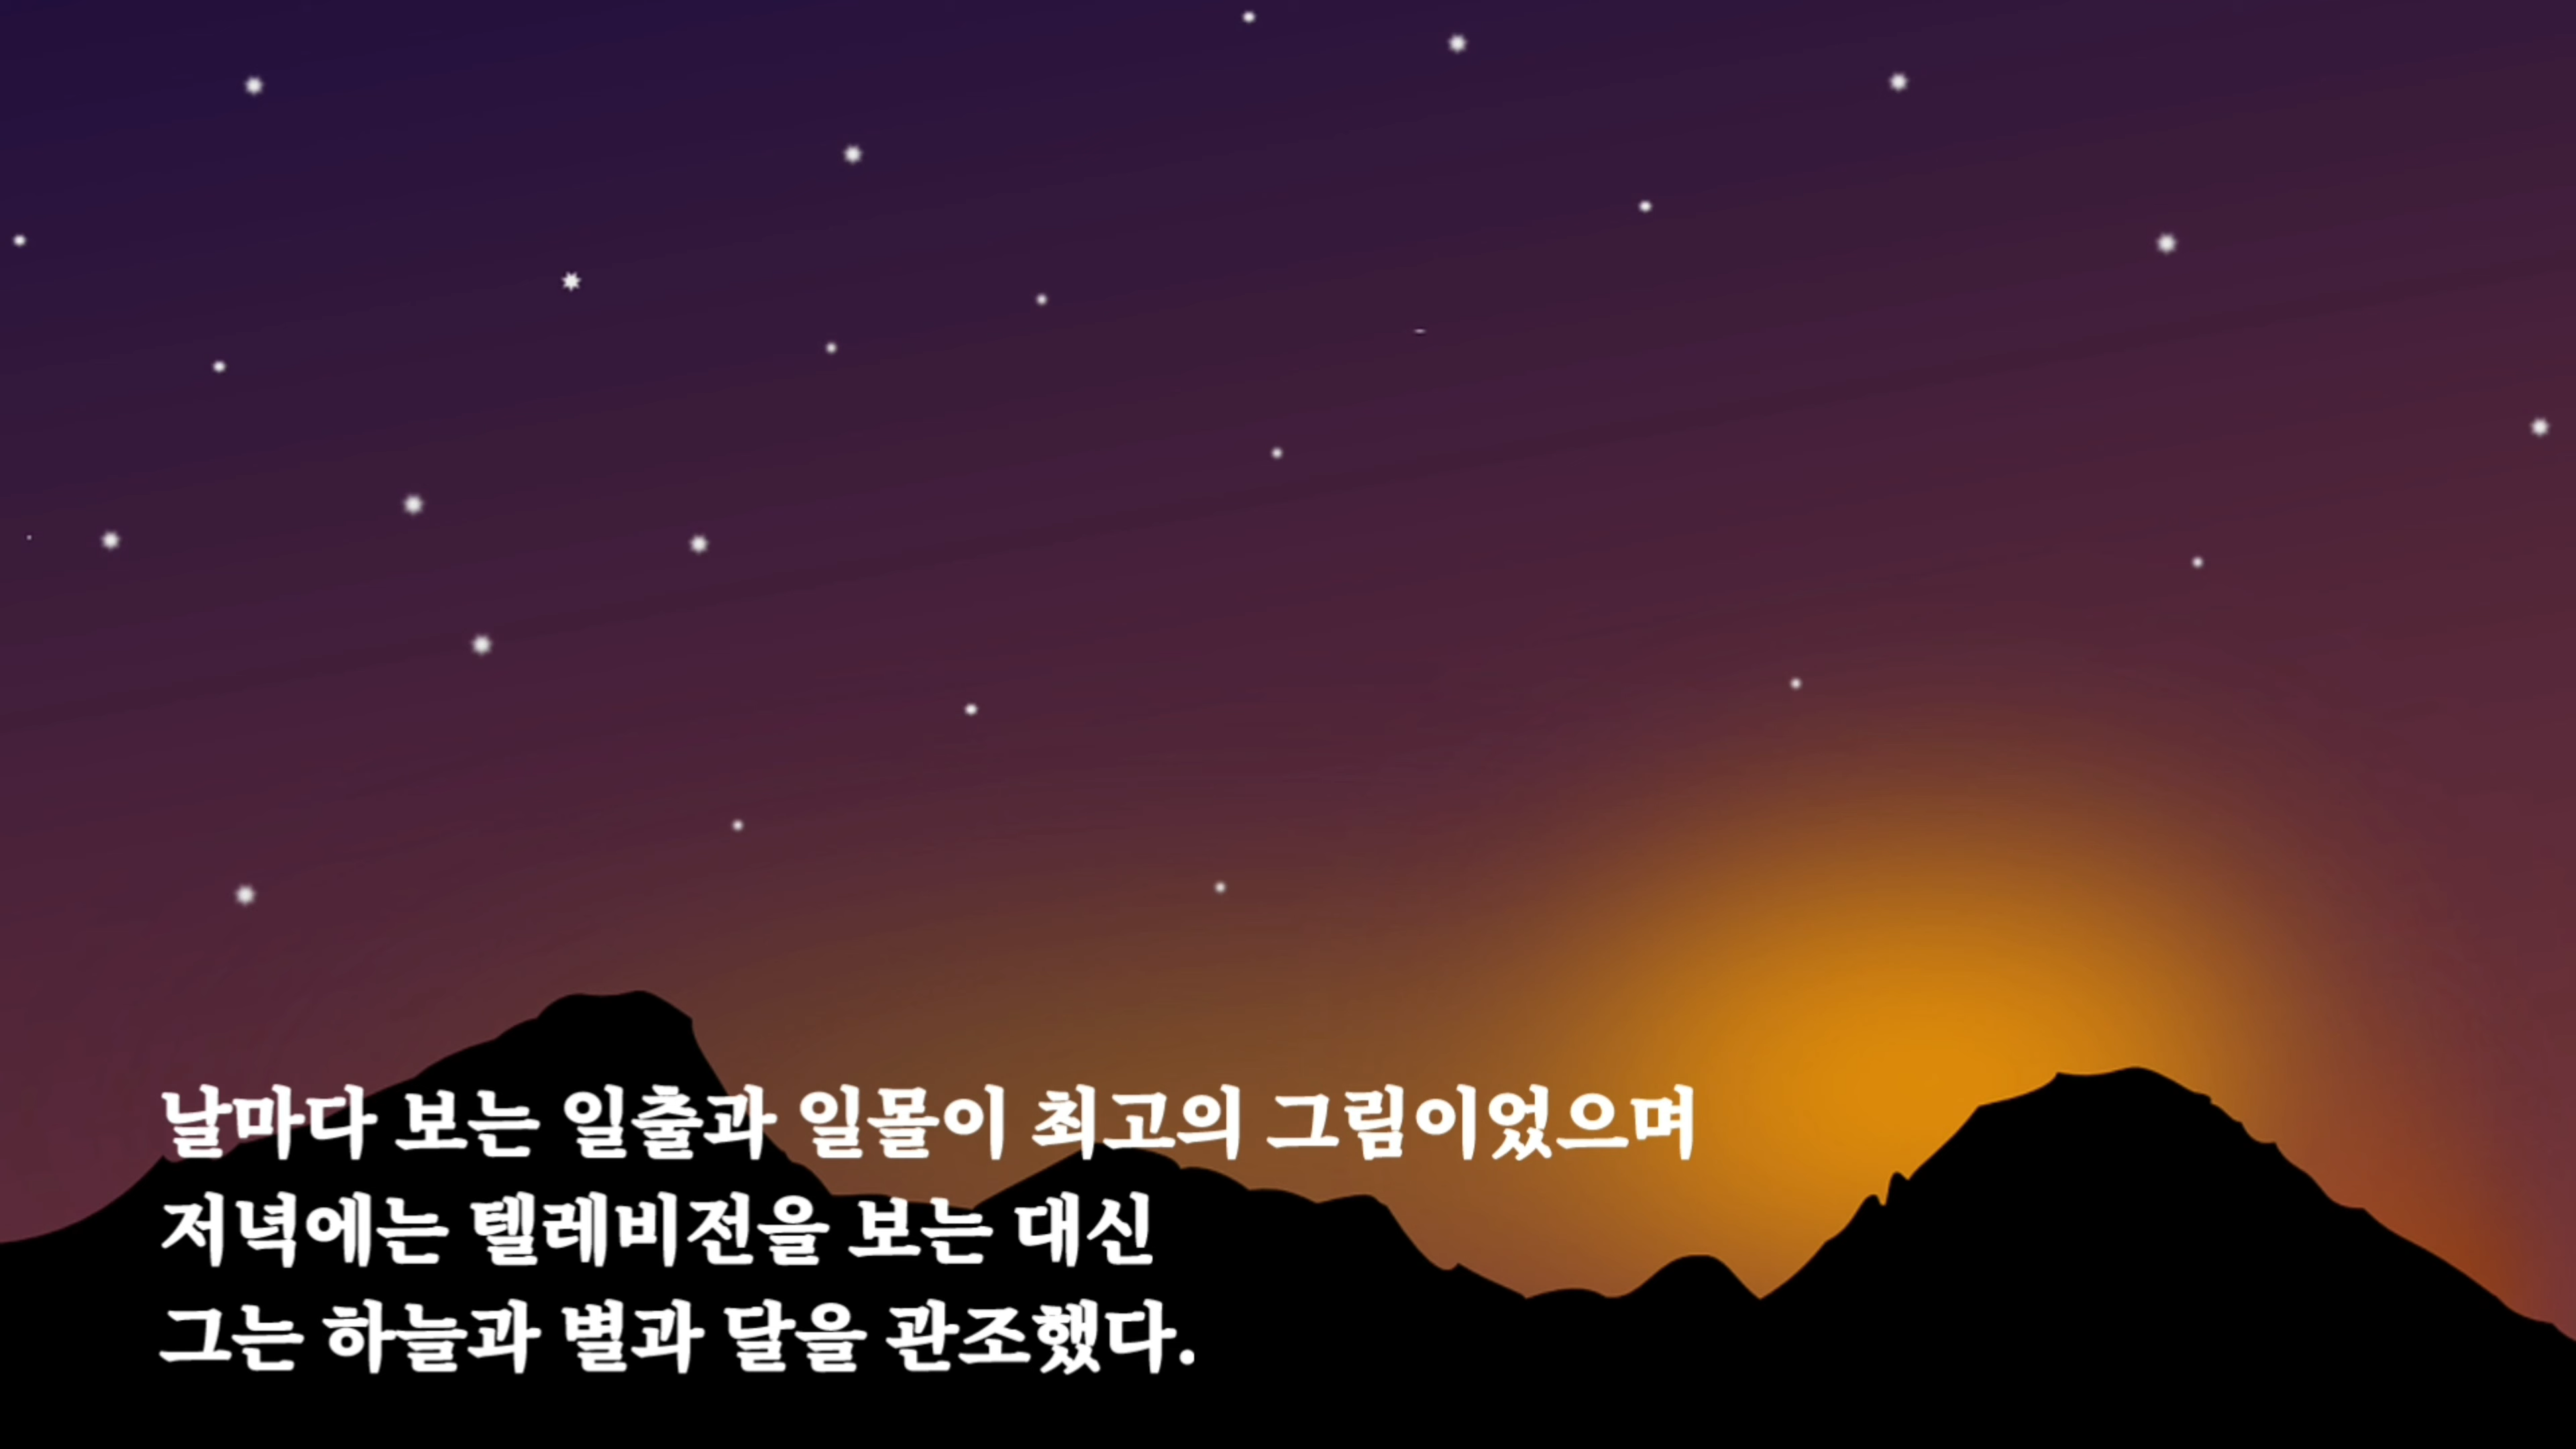 날마다 보는 일출과 일몰이 최고의 그림이었으며
저녁에는 텔레비전을 보는 대신
그는 하늘과 별과 달을 관조했다.